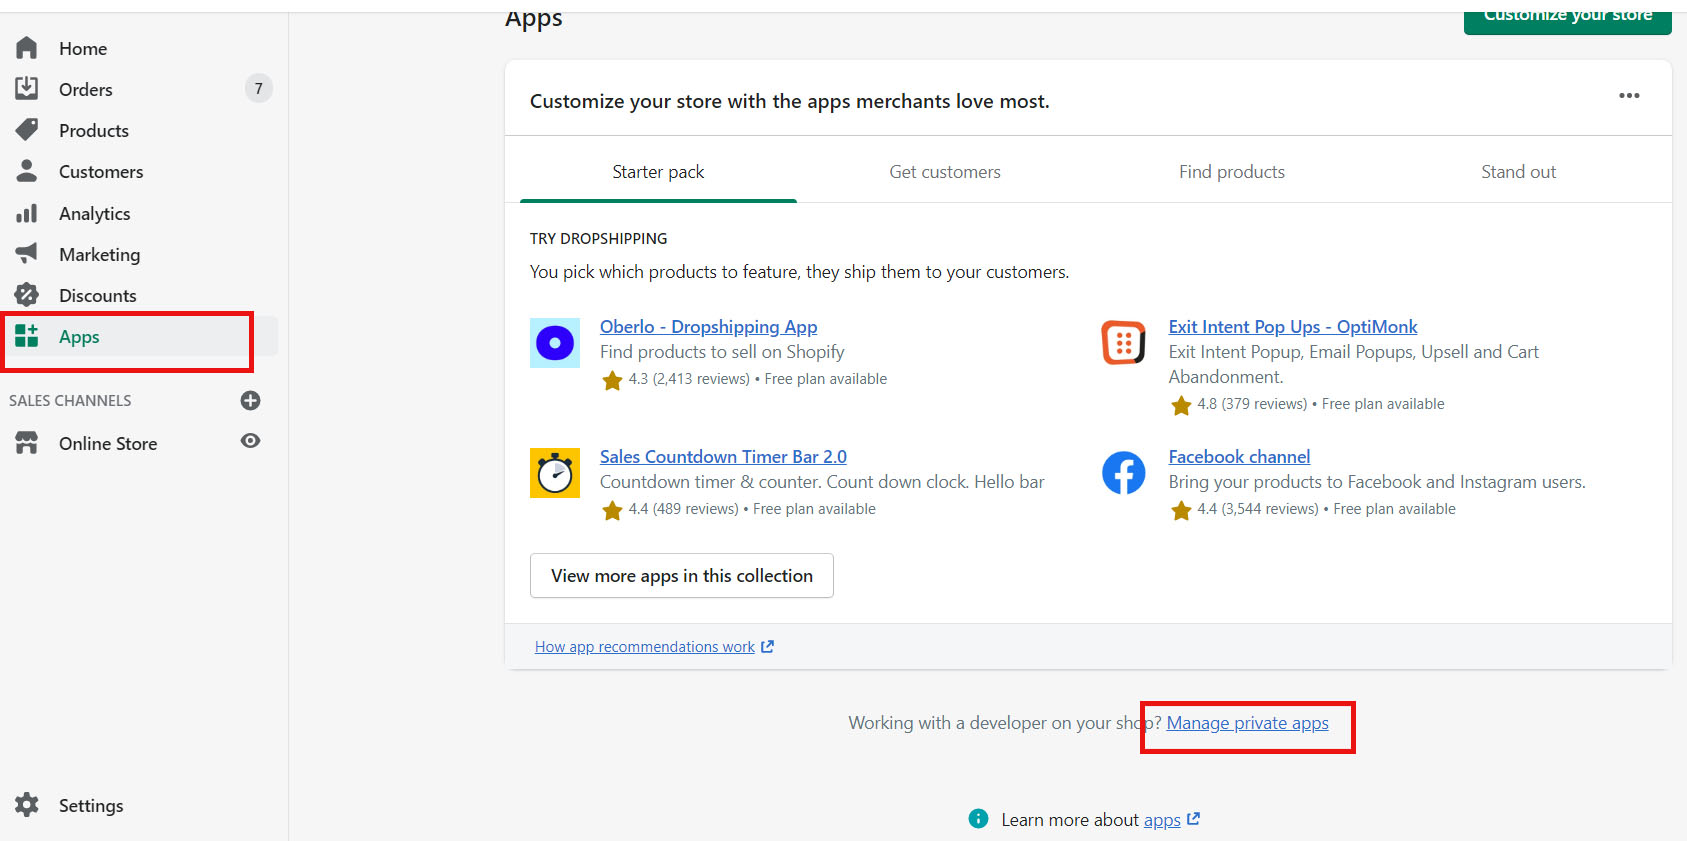 Apps
Customize your store
Home
Orders
7
Products
Customers
Analytics
Marketing
Discounts
Apps
SALES CHANNELS
Online Store
Settings
Customize your store with the apps merchants love most.
Starter pack
Get customers
Find products
Stand out
TRY DROPSHIPPING
You pick which products to feature, they ship them to your customers.
Oberlo - Dropshipping App
Find products to sell on Shopify
4.3 (2,413 reviews) • Free plan available
Exit Intent Pop Ups - OptiMonk
Exit Intent Popup, Email Popups, Upsell and Cart
Abandonment.
4.8 (379 reviews) • Free plan available
Sales Countdown Timer Bar 2.0
Countdown timer & counter. Count down clock. Hello bar
4.4 (489 reviews) • Free plan available
Facebook channel
Bring your products to Facebook and Instagram users.
4.4 (3,544 reviews) • Free plan available
View more apps in this collection
How app recommendations work
Working with a developer on your shop? Manage private apps
Learn more about apps